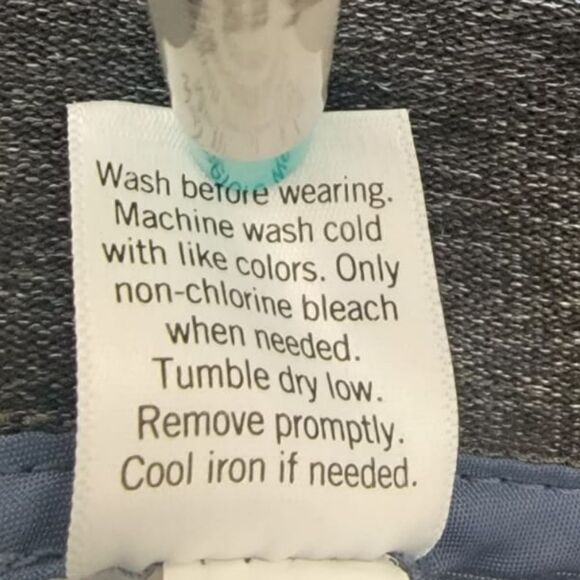 Wash before wearing.
Machine wash cold
with like colors. Only
non-chlorine bleach
when needed.
Tumble dry low.
Remove promptly.
Cool iron if needed.